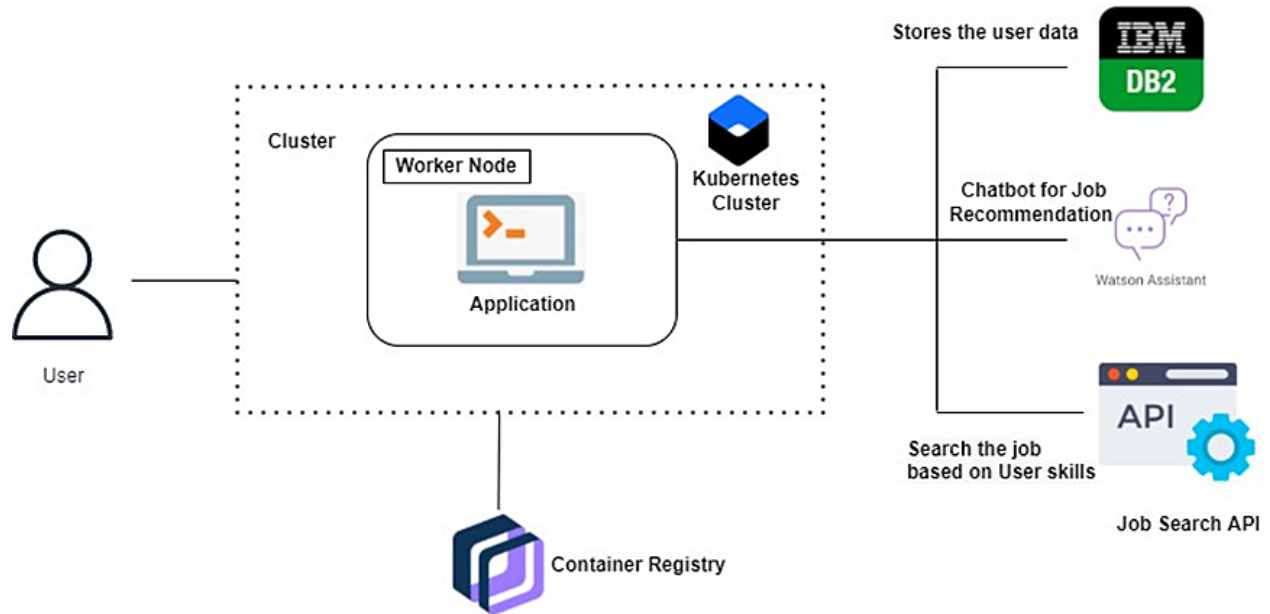 Stores the user data
IBM
DB2
Cluster
Worker Node
Kubernetes
Cluster
Application
Chatbot for Job
Recommendation
?
Watson Assistant
User
API
Search the job
based on User skills
Job Search API
Container Registry